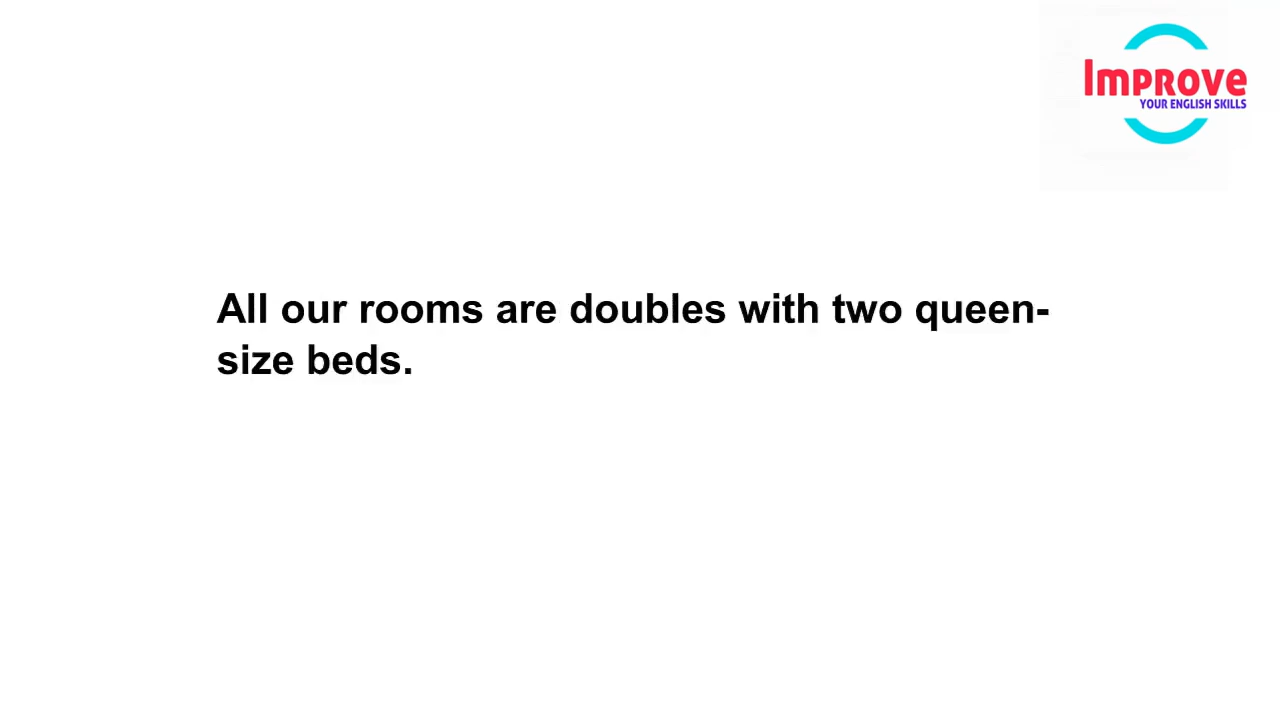 Improve
YOUR ENGLISH SKILLS
All our rooms are doubles with two queen-
size beds.